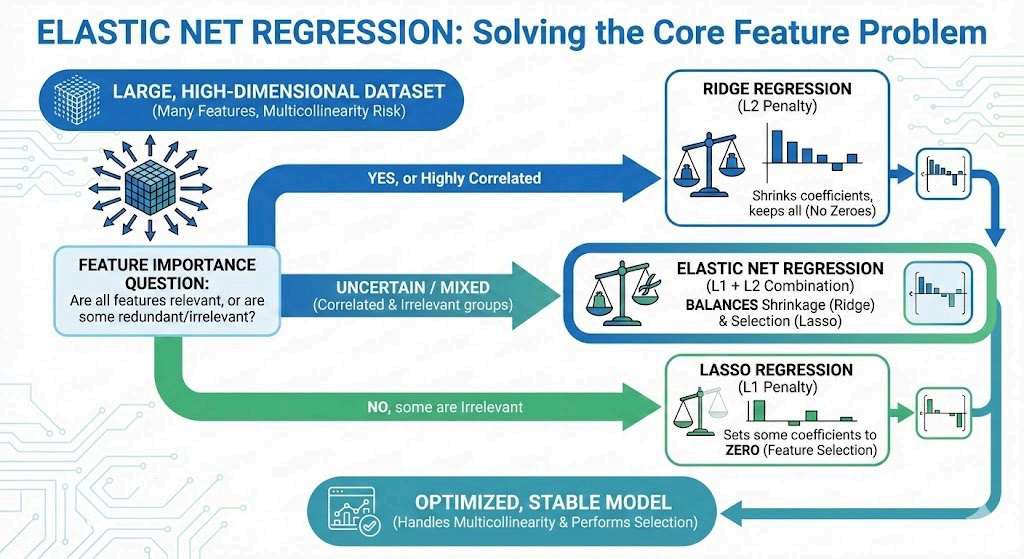 ELASTIC NET REGRESSION: Solving the Core Feature Problem
LARGE, HIGH-DIMENSIONAL DATASET
(Many Features, Multicollinearity Risk)
FEATURE IMPORTANCE
QUESTION:
Are all features relevant, or are
some redundant/irrelevant?
YES, or Highly Correlated
RIDGE REGRESSION
(L2 Penalty)
Shrinks coefficients,
keeps all (No Zeroes)
UNCERTAIN / MIXED
(Correlated & Irrelevant groups)
ELASTIC NET REGRESSION
(L1 + L2 Combination)
BALANCES Shrinkage (Ridge)
& Selection (Lasso)
NO, some are Irrelevant
LASSO REGRESSION
(L1 Penalty)
Sets some coefficients to
ZERO (Feature Selection)
OPTIMIZED, STABLE MODEL
(Handles Multicollinearity & Performs Selection)